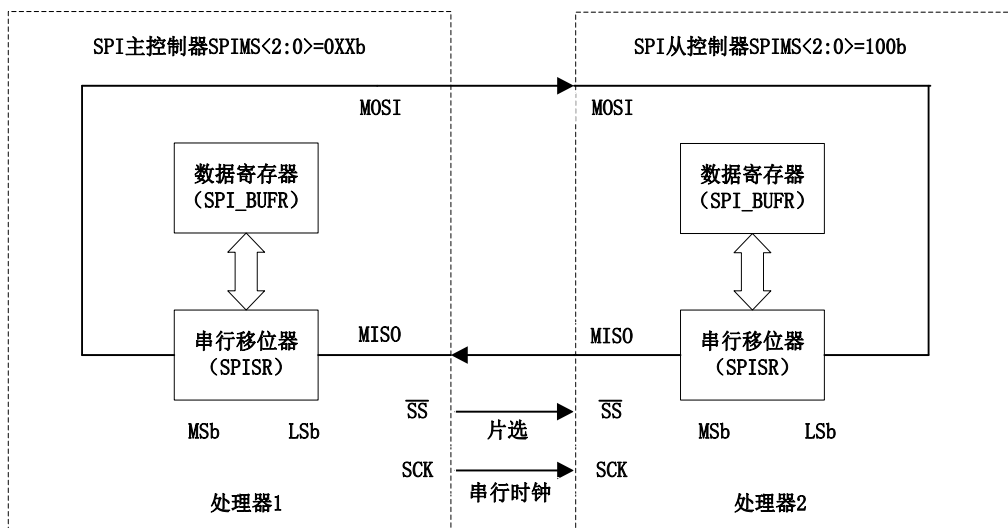 SPI主控制器SPIMS<2:0>=0XXb
SPI从控制器SPIMS<2:0>=100b
MOSI
MOSI
数据寄存器
(SPI_BUFR)
数据寄存器
(SPI_BUFR)
串行移位器
(SPISR)
MISO
MISO
串行移位器
(SPISR)
SS
片选
SS
MSb
LSb
MSb
LSb
SCK
串行时钟
SCK
处理器1
处理器2